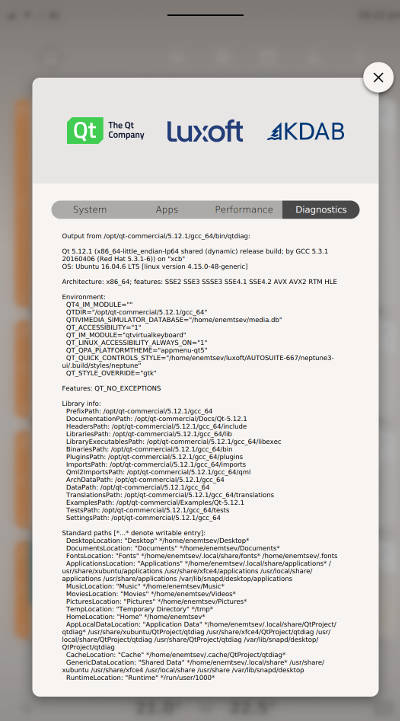 Qt The Qt Company
Luxoft
KDAB
System Apps Performance Diagnostics
Output from /opt/qt-commercial/5.12.1/gcc_64/bin/qtdiag:
Qt 5.12.1 (x86_64-little_endian-lp64 shared (dynamic) release build; by GCC 5.3.1
20160406 (Red Hat 5.3.1-6)) on "xcb"
OS: Ubuntu 16.04.6 LTS [linux version 4.15.0-48-generic]
Architecture: x86_64; features: SSE2 SSE3 SSSE3 SSE4.1 SSE4.2 AVX AVX2 RTM HLE
Environment:
QT4_IM_MODULE=""
QTDIR="/opt/qt-commercial/5.12.1/gcc_64"
QTIVIMEDIA_SIMULATOR_DATABASE="/home/enemtsev/media.db"
QT_ACCESSIBILITY="1"
QT_IM_MODULE="qtvirtualkeyboard"
QT_LINUX_ACCESSIBILITY_ALWAYS_ON="1"
QT_QPA_PLATFORMTHEME="appmenu-qt5"
QT_QUICK_CONTROLS_STYLE="/home/enemtsev/luxoft/AUTOSUITE-667/neptune3-
ui/.build/styles/neptune"
QT_STYLE_OVERRIDE="gtk"
Features: QT_NO_EXCEPTIONS
Library info:
PrefixPath: /opt/qt-commercial/5.12.1/gcc_64
DocumentationPath: /opt/qt-commercial/Docs/Qt-5.12.1
HeadersPath: /opt/qt-commercial/5.12.1/gcc_64/include
LibrariesPath: /opt/qt-commercial/5.12.1/gcc_64/lib
LibraryExecutablesPath: /opt/qt-commercial/5.12.1/gcc_64/libexec
BinariesPath: /opt/qt-commercial/5.12.1/gcc_64/bin
PluginsPath: /opt/qt-commercial/5.12.1/gcc_64/plugins
ImportsPath: /opt/qt-commercial/5.12.1/gcc_64/imports
Qml2ImportsPath: /opt/qt-commercial/5.12.1/gcc_64/qml
ArchDataPath: /opt/qt-commercial/5.12.1/gcc_64
DataPath: /opt/qt-commercial/5.12.1/gcc_64
TranslationsPath: /opt/qt-commercial/5.12.1/gcc_64/translations
ExamplesPath: /opt/qt-commercial/Examples/Qt-5.12.1
TestsPath: /opt/qt-commercial/5.12.1/gcc_64/tests
SettingsPath: /opt/qt-commercial/5.12.1/gcc_64
Standard paths [*...* denote writable entry]:
DesktopLocation: "Desktop" */home/enemtsev/Desktop*
DocumentsLocation: "Documents" */home/enemtsev/Documents*
FontsLocation: "Fonts" */home/enemtsev/.local/share/fonts* /home/enemtsev/.fonts
ApplicationsLocation: "Applications" */home/enemtsev/.local/share/applications* /
usr/share/xubuntu/applications /usr/share/xfce4/applications /usr/local/share/
applications /usr/share/applications /var/lib/snapd/desktop/applications
MusicLocation: "Music" */home/enemtsev/Music*
MoviesLocation: "Movies" */home/enemtsev/Videos*
PicturesLocation: "Pictures" */home/enemtsev/Pictures*
TempLocation: "Temporary Directory" */tmp*
HomeLocation: "Home" */home/enemtsev*
AppLocalDataLocation: "Application Data" */home/enemtsev/.local/share/QtProject/
qtdiag* /usr/share/xubuntu/QtProject/qtdiag /usr/share/xfce4/QtProject/qtdiag /usr/
local/share/QtProject/qtdiag /usr/share/QtProject/qtdiag /var/lib/snapd/desktop/
QtProject/qtdiag
CacheLocation: "Cache" */home/enemtsev/.cache/QtProject/qtdiag*
GenericDataLocation: "Shared Data" */home/enemtsev/.local/share* /usr/share/
xubuntu /usr/share/xfce4 /usr/local/share /usr/share /var/lib/snapd/desktop
RuntimeLocation: "Runtime" */run/user/1000*